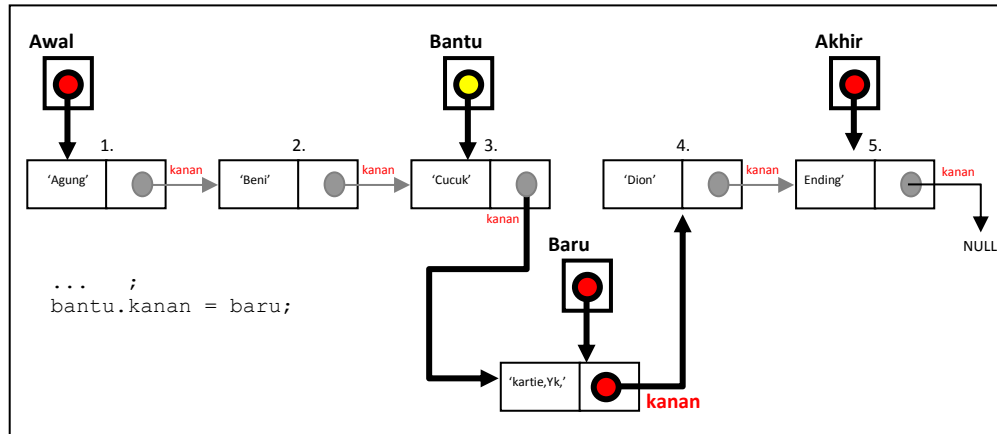 Awal
Bantu
Akhir
1.
2.
3.
4.
5.
‘Agung’
kanan
‘Beni’
kanan
‘Cucuk’
kanan
‘Dion’
kanan
Ending’
kanan
NULL
Baru
... ;
bantu.kanan = baru;
‘kartie,Yk,’
kanan